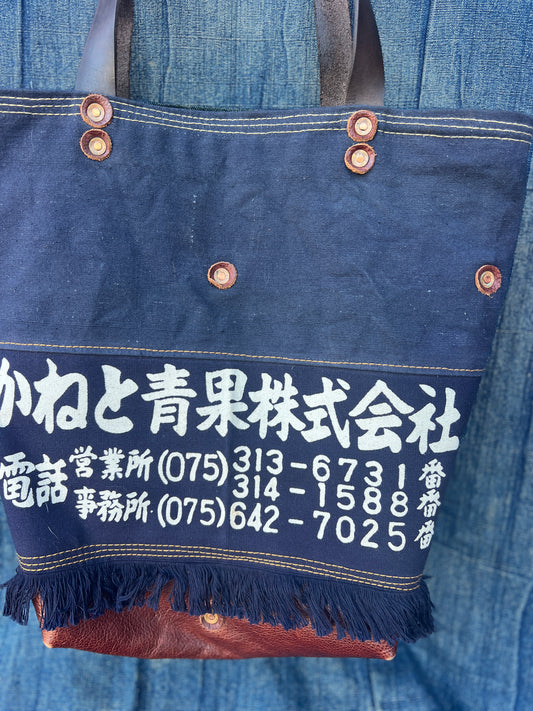 かねと青果株式会社
電話 営業所(075)313-6731番
314-1588番
事務所(075)642-7025番